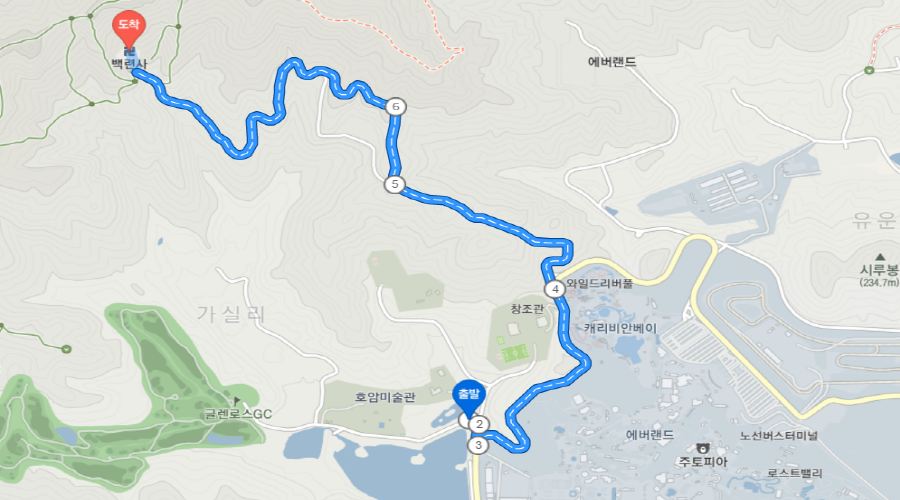 도착
백련사
에버랜드
6
5
유운
시루봉
(234.7m)
4
와일드리버풀
가실리
창조관
캐리비안베이
출발
호암미술관
글렌로스GC
2
3
에버랜드
노선버스터미널
주토피아
로스트밸리